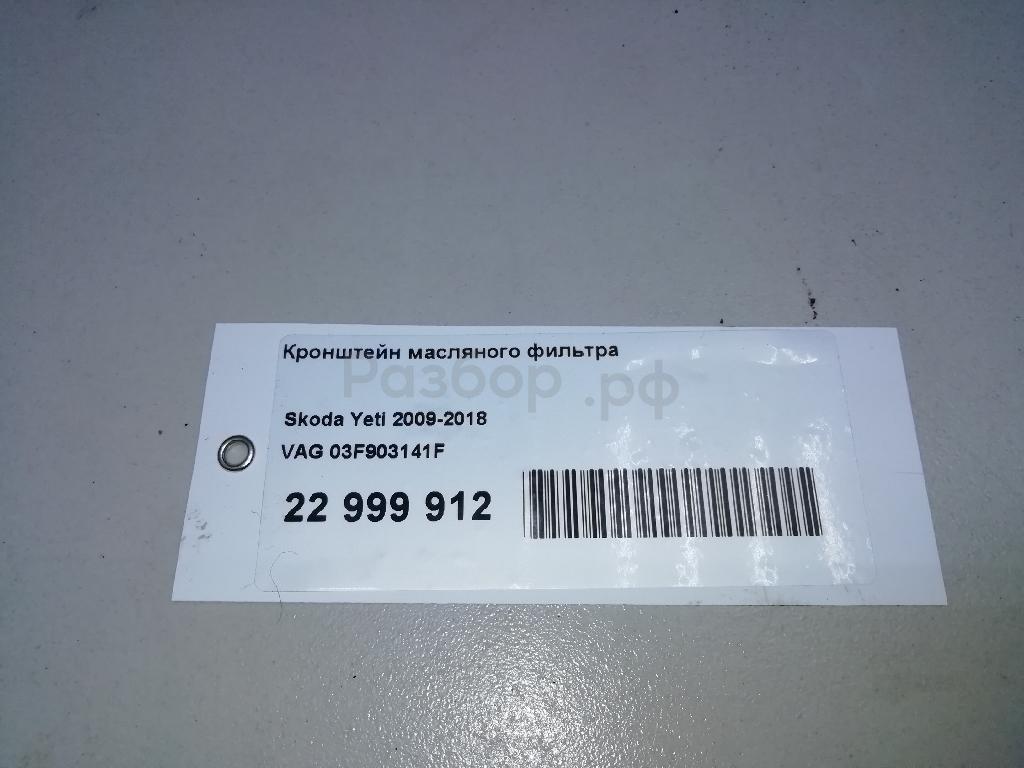 Кронштейн масляного фильтра
Разбор.рф
Skoda Yeti 2009-2018
VAG 03F903141F
22 999 912